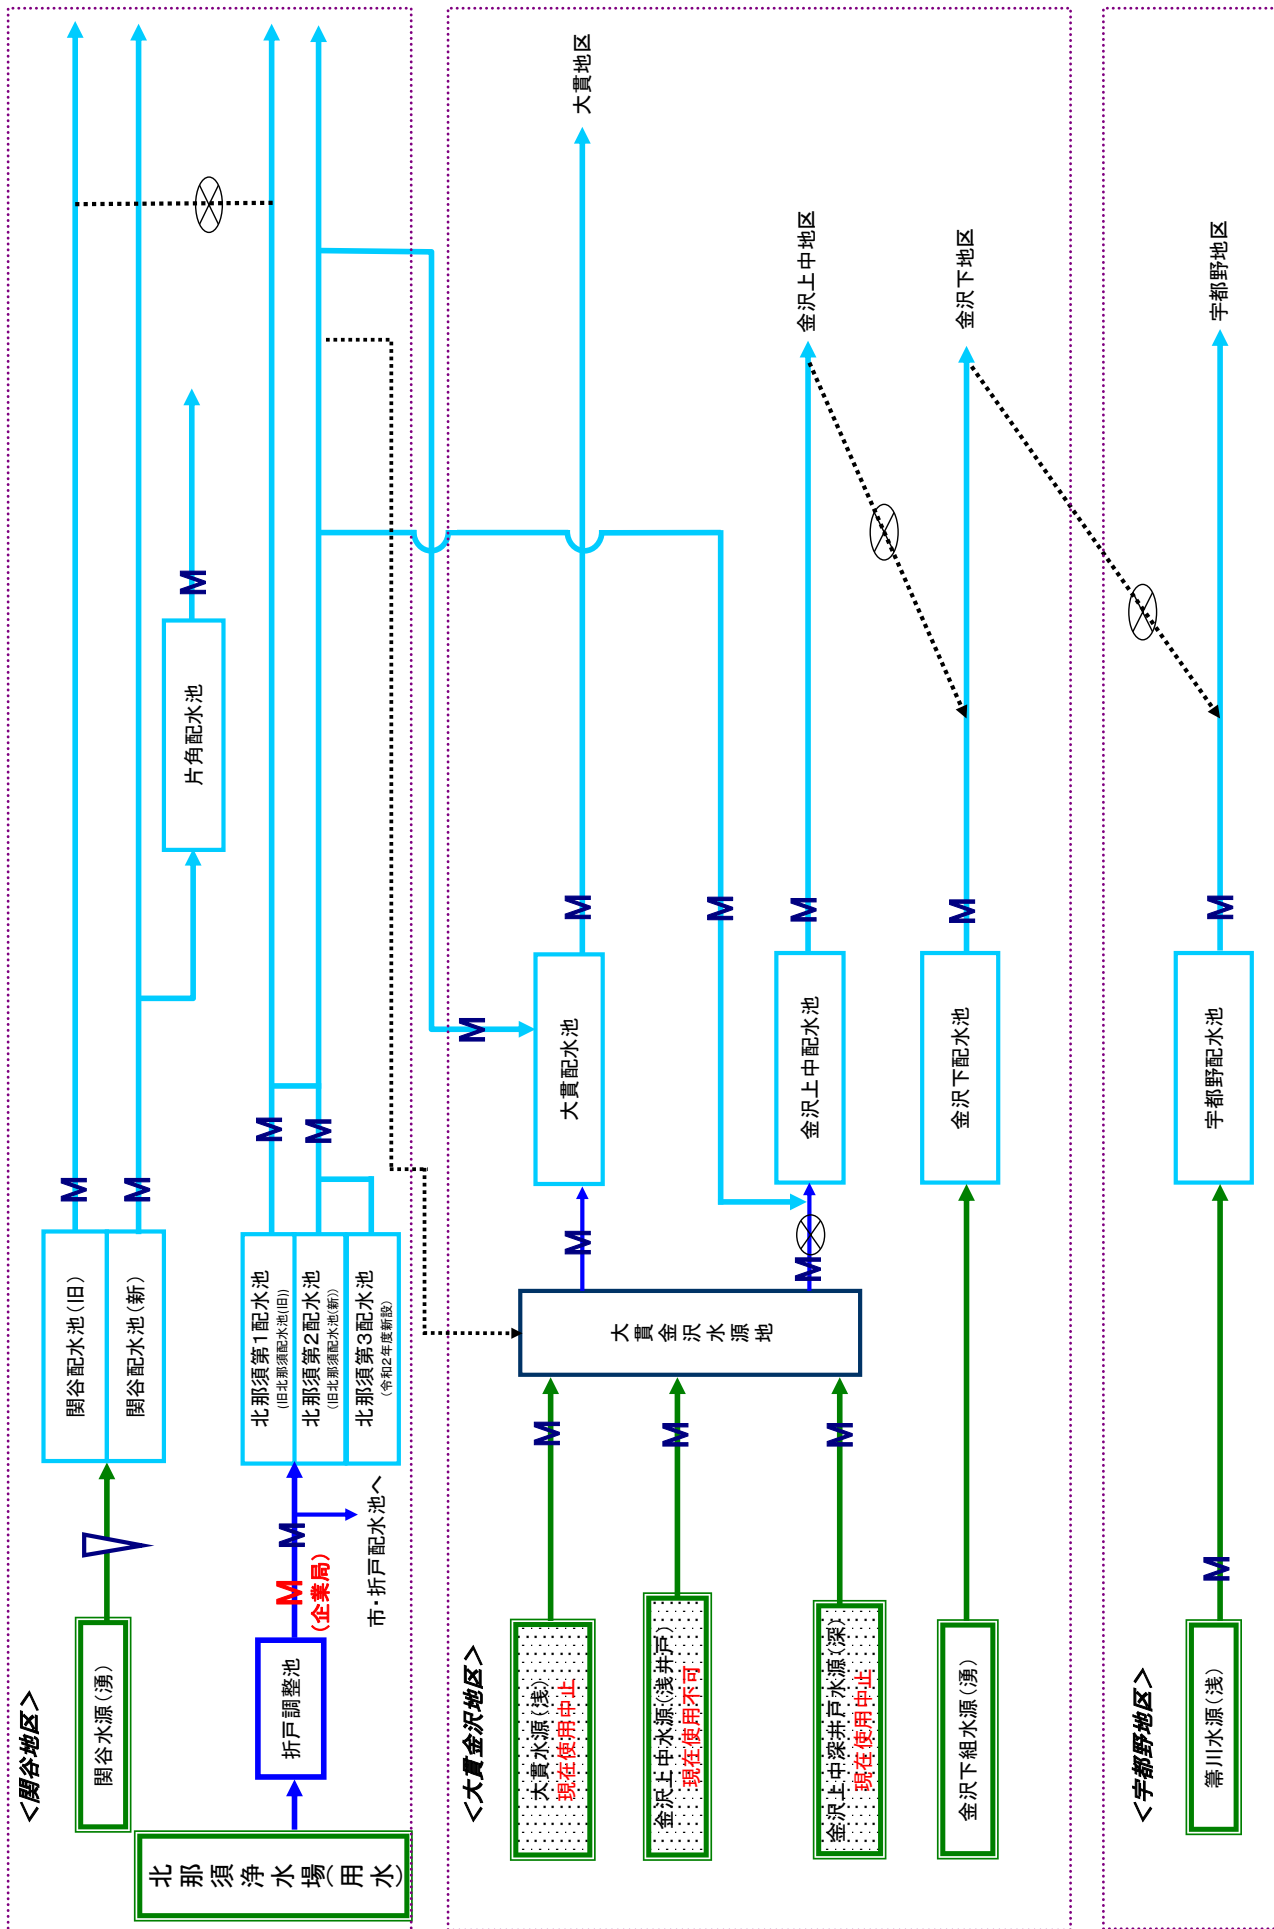 ＜関谷地区＞
関谷水源（湧）
関谷配水池（旧）
関谷配水池（新）
M
M
片角配水池
M
北那須浄水場（用水）
折戸調整池
M
（企業局）
M
市・折戸配水池へ
北那須第１配水池
（旧北那須配水池（旧））
北那須第２配水池
（旧北那須配水池（新））
北那須第３配水池
（令和２年度新設）
M
M
＜大貫金沢地区＞
大貫水源（浅）
現在使用中止
M
金沢上中水源（浅井戸）
現在使用不可
M
金沢上中深井戸水源（深）
現在使用中止
M
大貫金沢水源地
M
M
大貫配水池
M
M
大貫地区
金沢上中配水池
M
M
金沢上中地区
金沢下組水源（湧）
金沢下配水池
M
金沢下地区
＜宇都野地区＞
箒川水源（浅）
M
宇都野配水池
M
宇都野地区